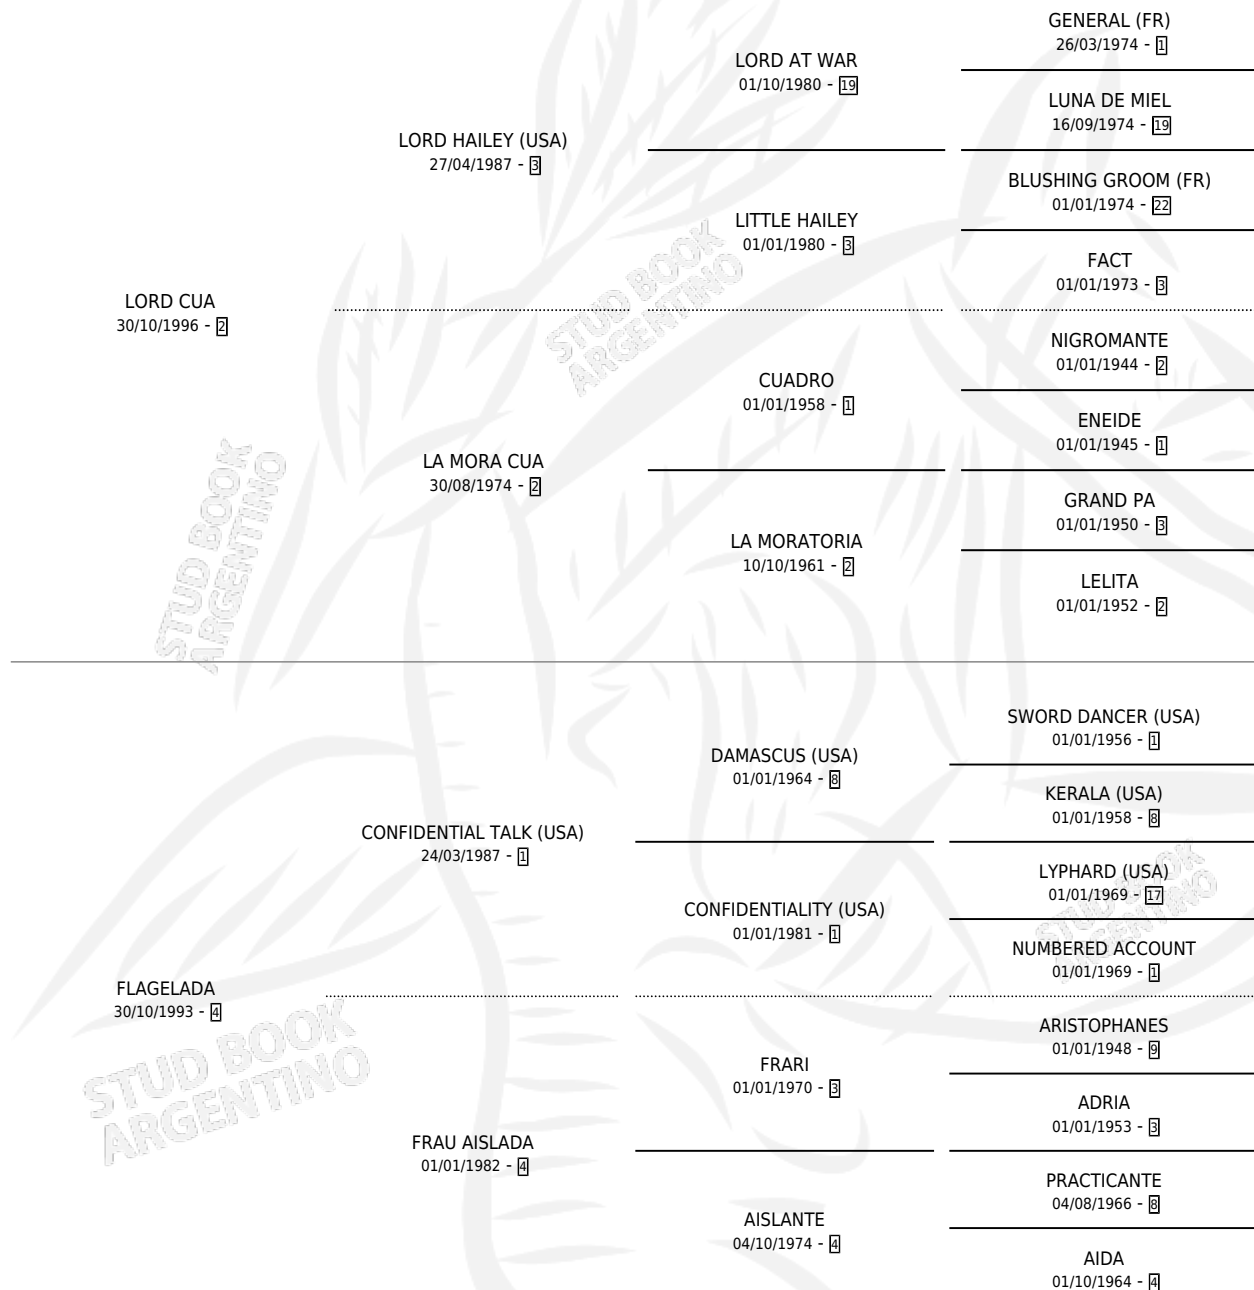 GENERAL (FR)
26/03/1974 - 1
LORD AT WAR
01/10/1980 - 19
LUNA DE MIEL
16/09/1974 - 19
LORD HAILEY (USA)
27/04/1987 - 3
BLUSHING GROOM (FR)
01/01/1974 - 22
LITTLE HAILEY
01/01/1980 - 3
FACT
01/01/1973 - 3
LORD CUA
30/10/1996 - 2
STUD BOOK
ARGENTINO
NIGROMANTE
01/01/1944 - 2
CUADRO
01/01/1958 - 1
ENEIDE
01/01/1945 - 1
LA MORA CUA
30/08/1974 - 2
GRAND PA
01/01/1950 - 3
LA MORATORIA
10/10/1961 - 2
LELITA
01/01/1952 - 2
STUD BOOK
ARGENTINO
SWORD DANCER (USA)
01/01/1956 - 1
DAMASCUS (USA)
01/01/1964 - 8
KERALA (USA)
01/01/1958 - 8
CONFIDENTIAL TALK (USA)
24/03/1987 - 1
LYPHARD (USA)
01/01/1969 - 17
STUD BOOK
ARGENTINO
CONFIDENTIALITY (USA)
01/01/1981 - 1
NUMBERED ACCOUNT
01/01/1969 - 1
FLAGELADA
30/10/1993 - 4
STUD BOOK
ARGENTINO
ARISTOPHANES
01/01/1948 - 9
FRARI
01/01/1970 - 3
ADRIA
01/01/1953 - 3
FRAU AISLADA
01/01/1982 - 4
PRACTICANTE
04/08/1966 - 8
AISLANTE
04/10/1974 - 4
AIDA
01/10/1964 - 4